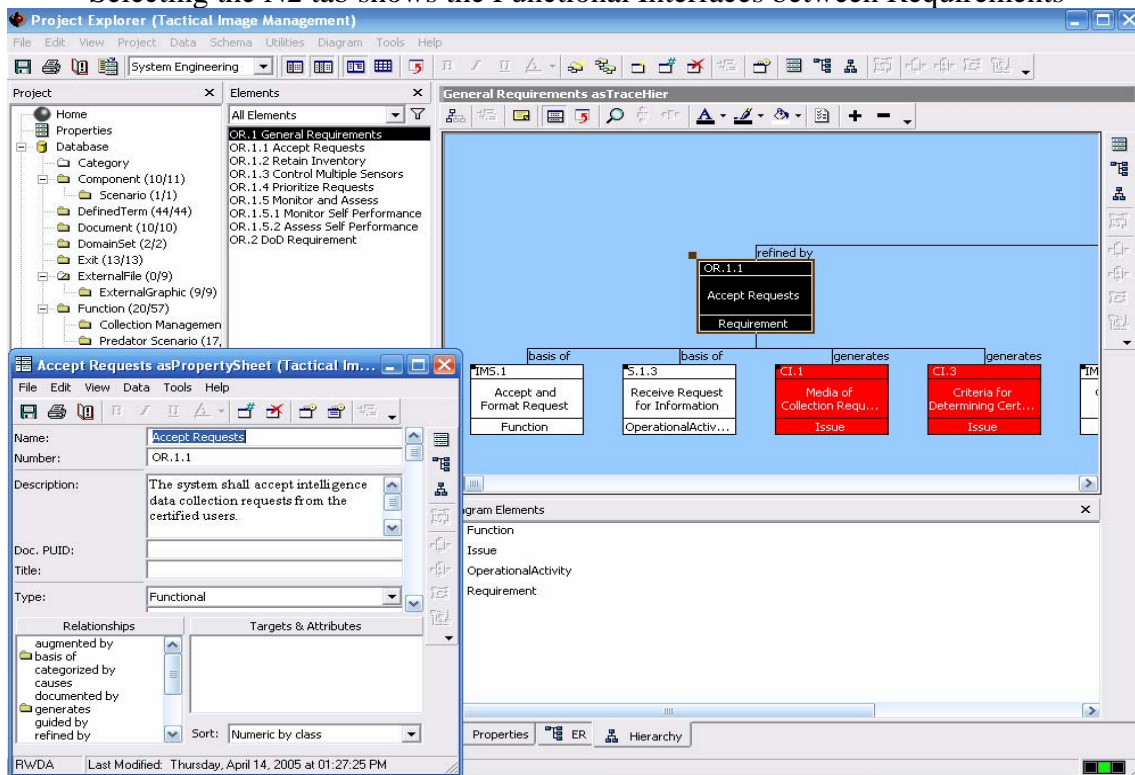 Selecting the N2 tab shows the Functional Interfaces between Requirements
Project Explorer (Tactical Image Management)
File Edit View Project Data Schema Utilities Diagram Tools Help
System Engineering
Project
Home
Properties
Database
Category
Component (10/11)
Scenario (1/1)
DefinedTerm (44/44)
Document (10/10)
DomainSet (2/2)
Exit (13/13)
ExternalFile (0/9)
ExternalGraphic (9/9)
Function (20/57)
Collection Managemen
Predator Scenario (17,
Elements
All Elements
OR.1 General Requirements
OR.1.1 Accept Requests
OR.1.2 Retain Inventory
OR.1.3 Control Multiple Sensors
OR.1.4 Prioritize Requests
OR.1.5 Monitor and Assess
OR.1.5.1 Monitor Self Performance
OR.1.5.2 Assess Self Performance
OR.2 DoD Requirement
General Requirements asTraceHier
refined by
OR.1.1
Accept Requests
Requirement
basis of
IMS.1
Accept and
Format Request
Function
basis of
5.1.3
Receive Request
for Information
OperationalActiv...
generates
CI.1
Media of
Collection Requ...
Issue
generates
CI.3
Criteria for
Determining Cert...
Issue
IM
gram Elements
Function
Issue
OperationalActivity
Requirement
Properties ER Hierarchy
Accept Requests asPropertySheet (Tactical Im...
File Edit View Data Tools Help
Name: Accept Requests
Number: OR.1.1
Description: The system shall accept intelligence
data collection requests from the
certified users.
Doc. PUID:
Title:
Type: Functional
Relationships
augmented by
basis of
categorized by
causes
documented by
generates
guided by
refined by
Targets & Attributes
Sort: Numeric by class
RWDA Last Modified: Thursday, April 14, 2005 at 01:27:25 PM